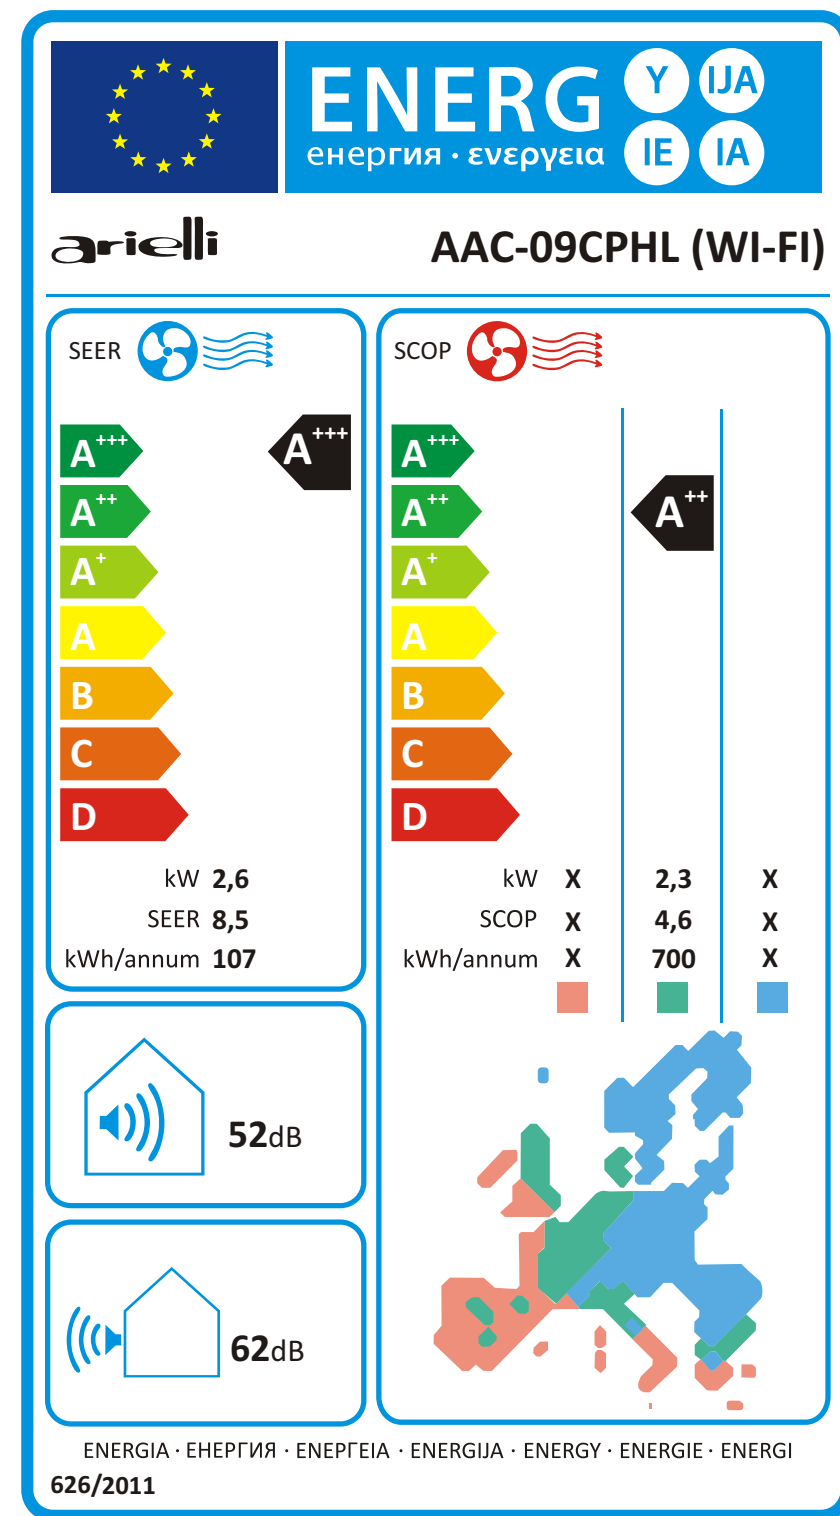 ENERG Y IJA
енергия · ενεργεια IE IA
arielli AAC-09CPHL (WI-FI)
SEER
A+++ A+++
A++
A+
A
B
C
D
kW 2,6
SEER 8,5
kWh/annum 107
SCOP
A+++
A++ A++
A+
A
B
C
D
kW X 2,3 X
SCOP X 4,6 X
kWh/annum X 700 X
52dB
62dB
ENERGIA · ЕНЕРГИЯ · ΕΝΕΡΓΕΙΑ · ENERGIJA · ENERGY · ENERGIE · ENERGI
626/2011